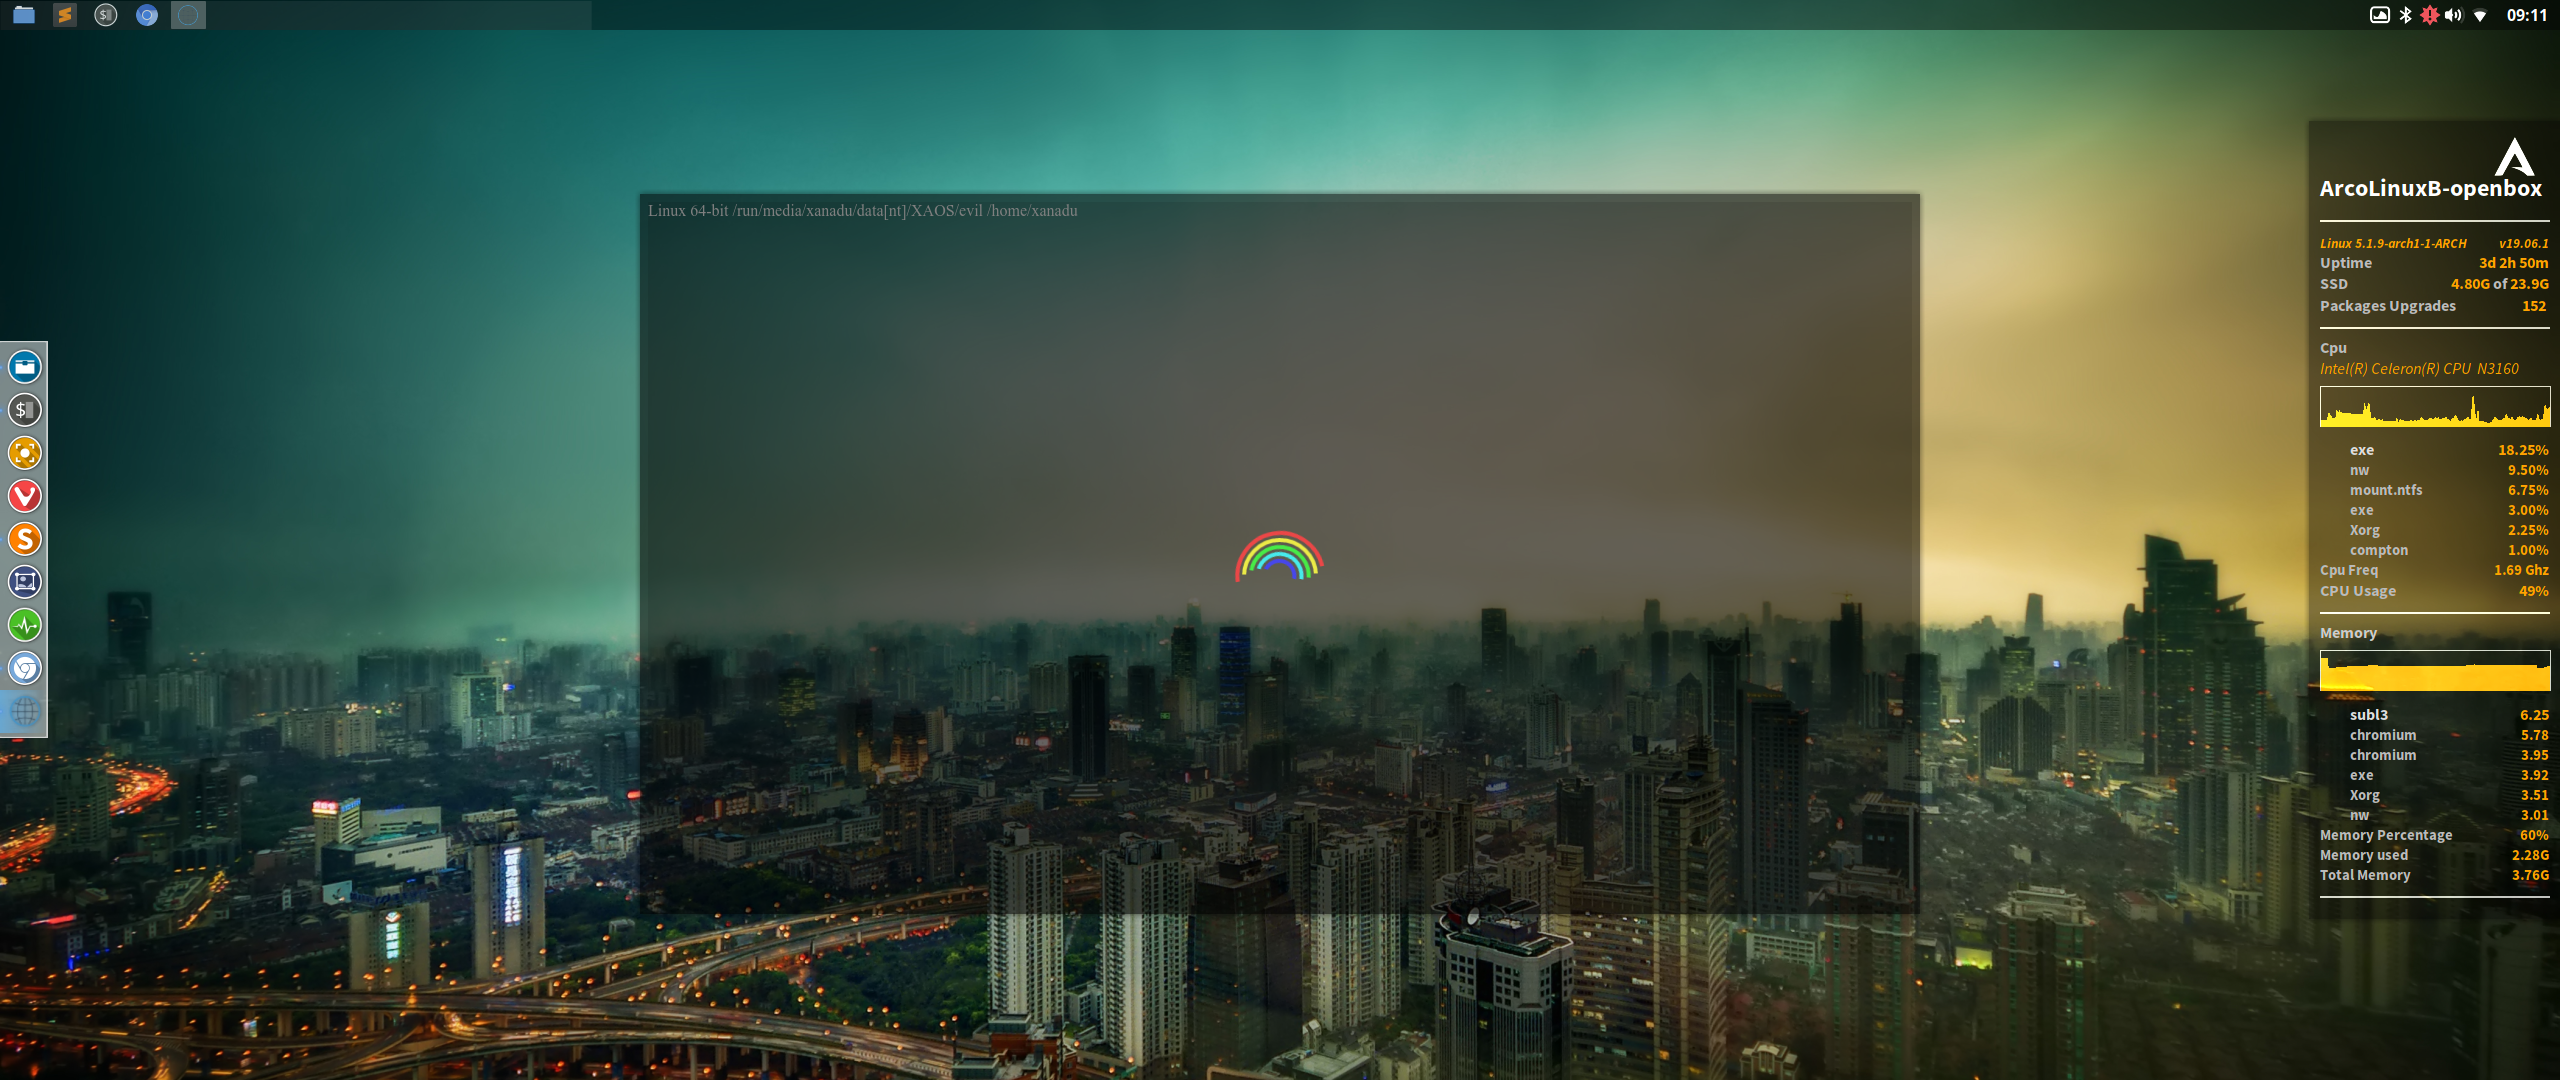 09:11
Linux 64-bit /run/media/xanadu/data[nt]/XAOS/evil /home/xanadu
ArcoLinuxB-openbox
Linux 5.1.9-arch1-1-ARCH v19.06.1
Uptime 3d 2h 50m
SSD 4.80G of 23.9G
Packages Upgrades 152
Cpu
Intel(R) Celeron(R) CPU N3160
exe 18.25%
nw 9.50%
mount.ntfs 6.75%
exe 3.00%
Xorg 2.25%
compton 1.00%
Cpu Freq 1.69 Ghz
CPU Usage 49%
Memory
subl3 6.25
chromium 5.78
chromium 3.95
exe 3.92
Xorg 3.51
nw 3.01
Memory Percentage 60%
Memory used 2.28G
Total Memory 3.76G